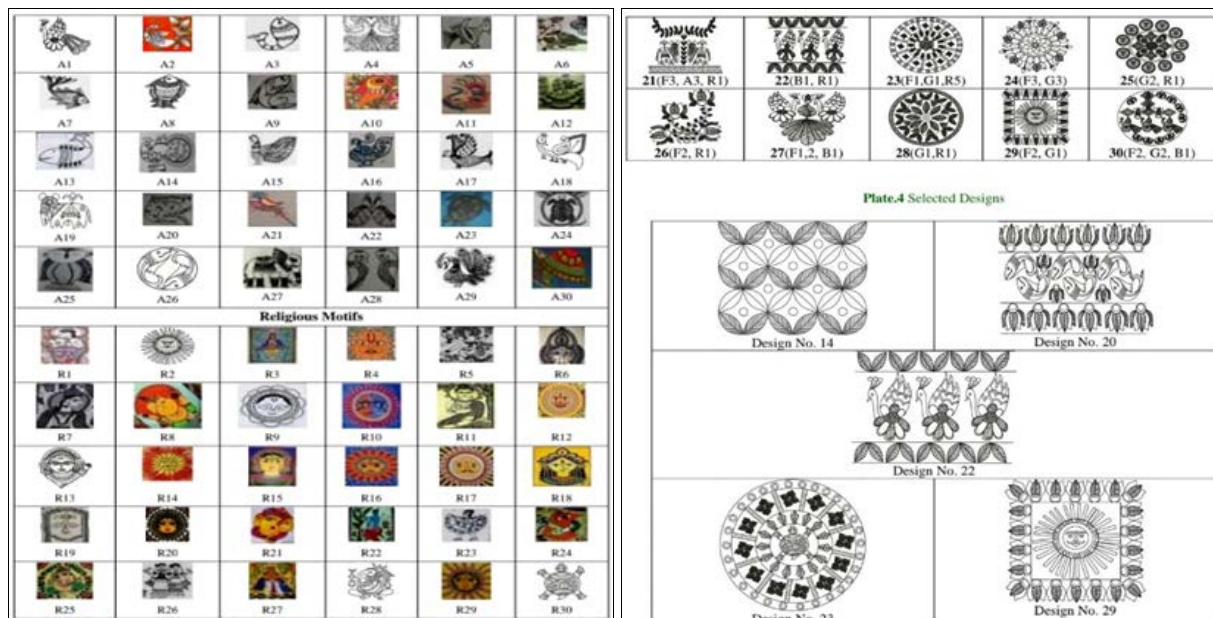 A1 A2 A3 A4 A5 A6
A7 A8 A9 A10 A11 A12
A13 A14 A15 A16 A17 A18
A19 A20 A21 A22 A23 A24
A25 A26 A27 A28 A29 A30
Religious Motifs
R1 R2 R3 R4 R5 R6
R7 R8 R9 R10 R11 R12
R13 R14 R15 R16 R17 R18
R19 R20 R21 R22 R23 R24
R25 R26 R27 R28 R29 R30
21(F3, A3, R1) 22(B1, R1) 23(F1,G1,R5) 24(F3, G3) 25(G2, R1)
26(F2, R1) 27(F1,2, B1) 28(G1,R1) 29(F2, G1) 30(F2, G2, B1)
Plate.4 Selected Designs
Design No. 14 Design No. 20
Design No. 22
Design No. 23 Design No. 29